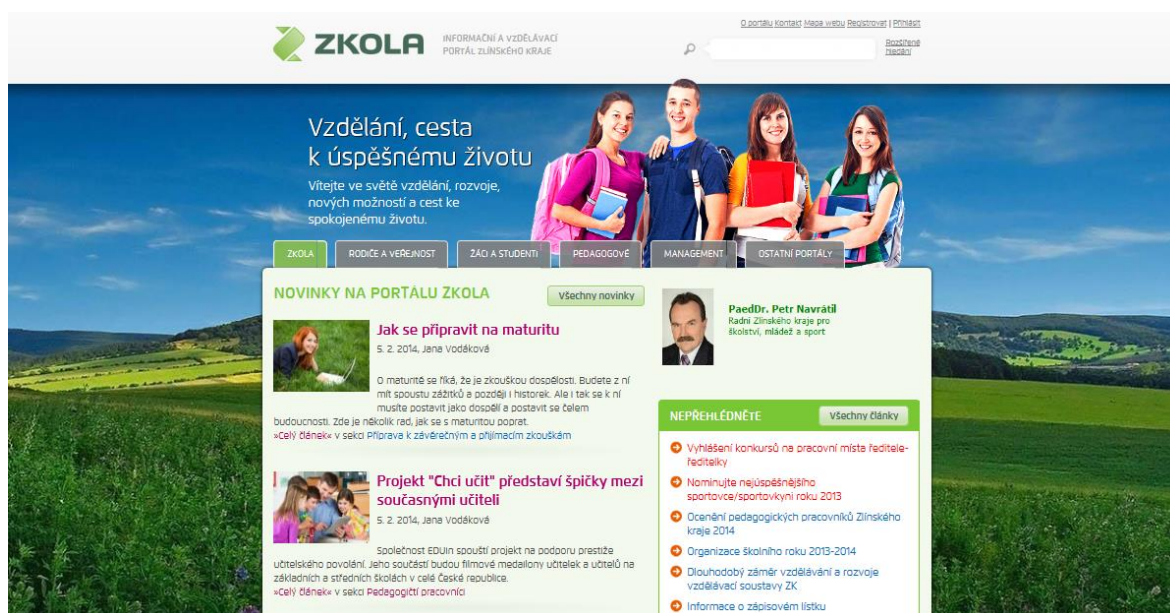 O portálu Kontakt Mapa webu Registrovat | Přihlásit
ZKOLA
INFORMAČNÍ A VZDĚLÁVACÍ
PORTÁL ZLÍNSKÉHO KRAJE
Rozšířené
hledání
Vzdělání, cesta
k úspěšnému životu
Vítejte ve světě vzdělání, rozvoje,
nových možností a cest ke
spokojenému životu.
ZKOLA
RODIČE A VEŘEJNOST
ŽÁCI A STUDENTI
PEDAGOGOVÉ
MANAGEMENT
OSTATNÍ PORTÁLY
NOVINKY NA PORTÁLU ZKOLA
Všechny novinky
Jak se připravit na maturitu
5. 2. 2014, Jana Vodáková
O maturitě se říká, že je zkouškou dospělosti. Budete z ní
mít spoustu zážitků a později i historek. Ale i tak se k ní
musíte postavit jako dospělí a postavit se čelem
budoucnosti. Zde je několik rad, jak se s maturitou poprat.
»Celý článek« v sekci Příprava k závěrečným a přijímacím zkouškám
Projekt "Chci učit" představí špičky mezi
současnými učiteli
5. 2. 2014, Jana Vodáková
Společnost EDUin spouští projekt na podporu prestiže
učitelského povolání. Jeho součástí budou filmové medailony učitelek a učitelů na
základních a středních školách v celé České republice.
»Celý článek« v sekci Pedagogičtí pracovníci
PaedDr. Petr Navrátil
Radní Zlínského kraje pro
školství, mládež a sport
NEPŘEHLÉDNĚTE
Všechny články
Vyhlášení konkursů na pracovní místa ředitele-
ředitelky
Nominujte nejúspěšnějšího
sportovce/sportovkyni roku 2013
Ocenění pedagogických pracovníků Zlínského
kraje 2014
Organizace školního roku 2013-2014
Dlouhodobý záměr vzdělávání a rozvoje
vzdělávací soustavy ZK
Informace o zápisovém lístku